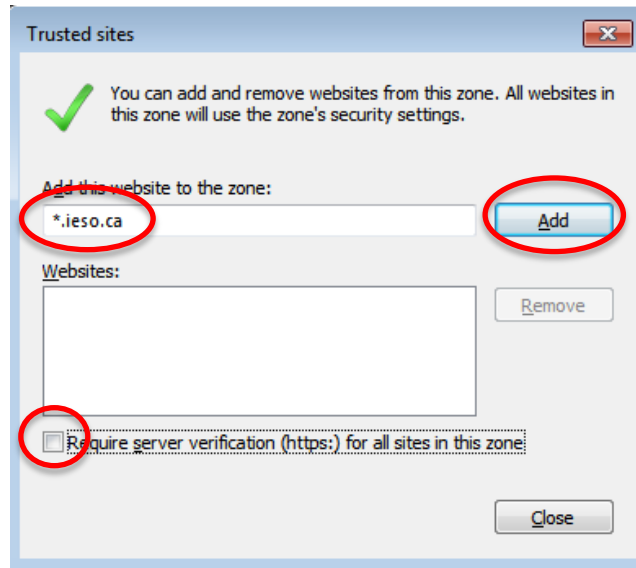 Trusted sites
You can add and remove websites from this zone. All websites in
this zone will use the zone's security settings.
Add this website to the zone:
*.ieso.ca
Add
Websites:
Remove
Require server verification (https:) for all sites in this zone
Close